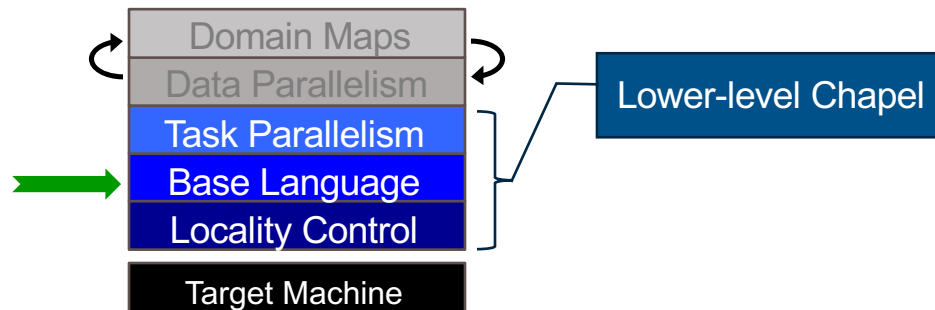 Domain Maps
Data Parallelism
Task Parallelism
Base Language
Locality Control
Target Machine
Lower-level Chapel